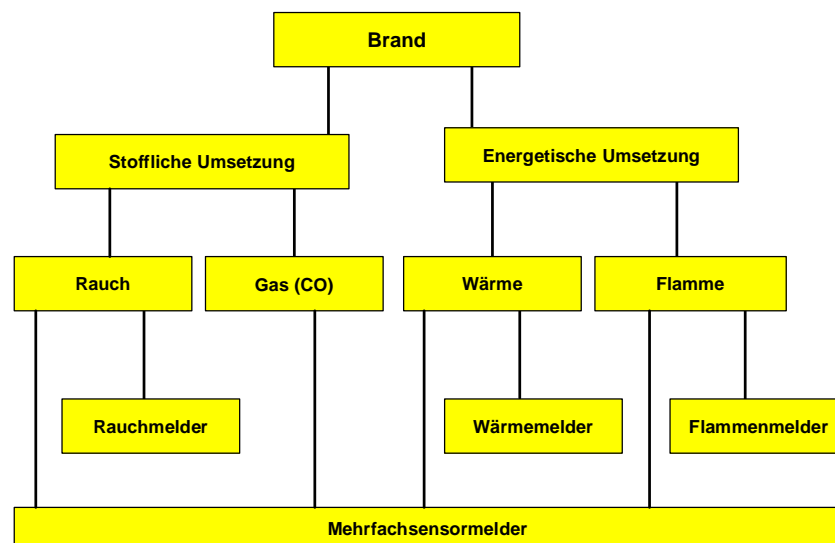 Brand
Stoffliche Umsetzung
Energetische Umsetzung
Rauch
Gas (CO)
Wärme
Flamme
Rauchmelder
Wärmemelder
Flammenmelder
Mehrfachsensormelder